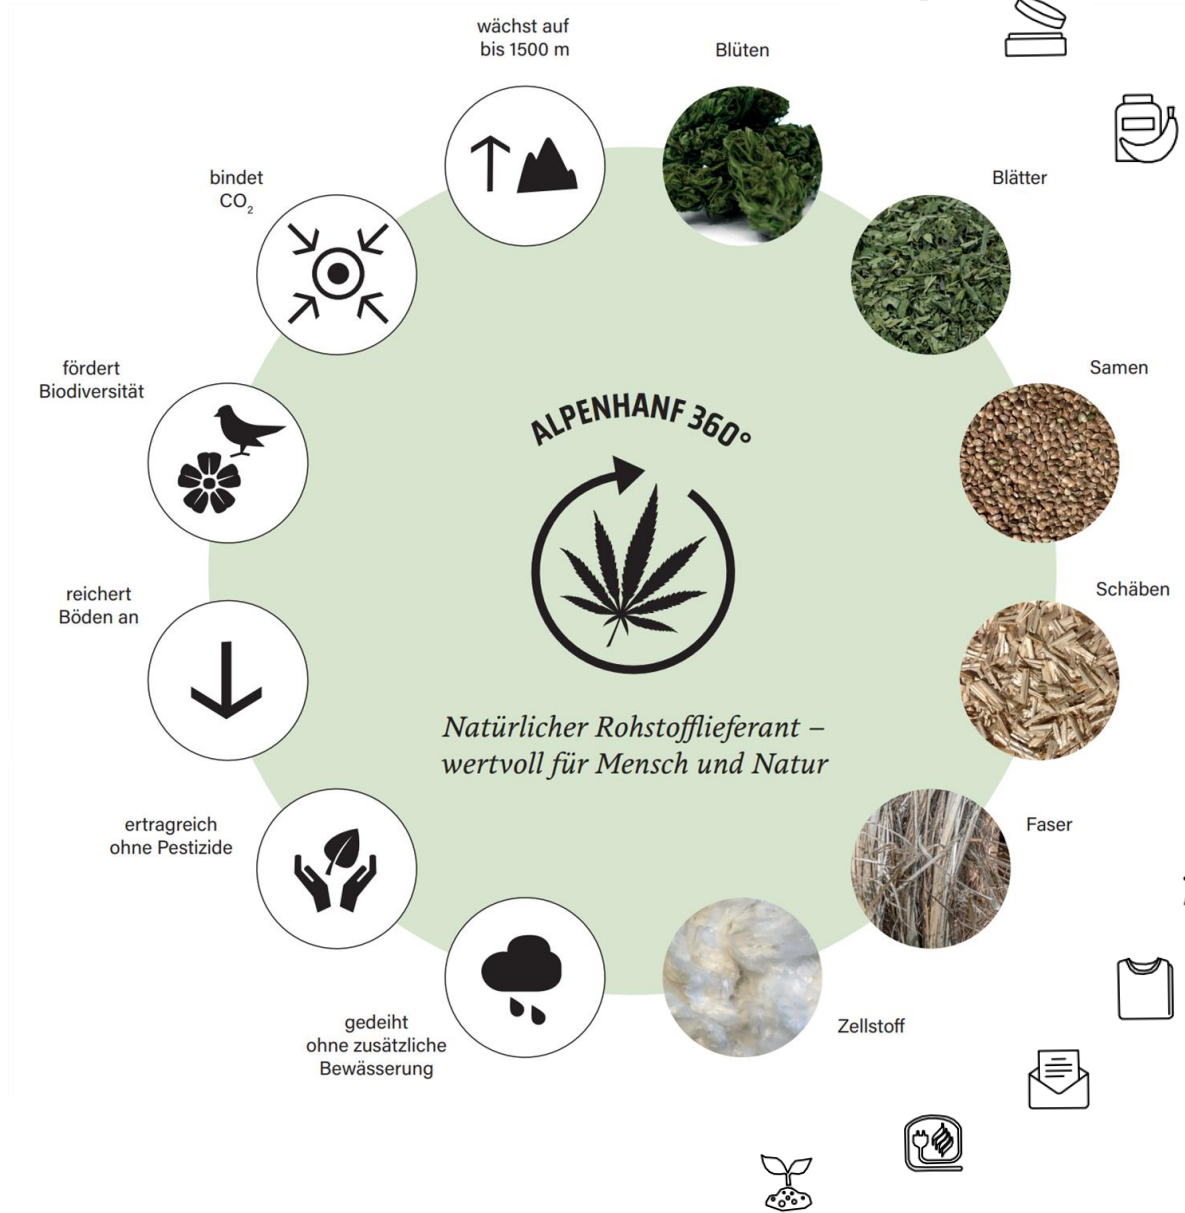 wächst auf
bis 1500 m
Blüten
bindet
CO₂
Blätter
fördert
Biodiversität
Samen
ALPENHANF 360°
reichert
Böden an
Schäben
Natürlicher Rohstofflieferant –
wertvoll für Mensch und Natur
ertragreich
ohne Pestizide
Faser
gedeiht
ohne zusätzliche
Bewässerung
Zellstoff